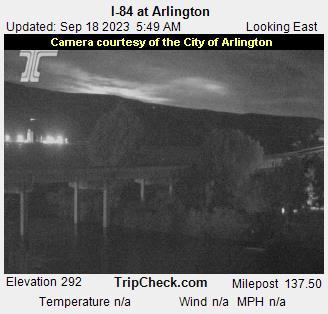 I-84 at Arlington
Updated: Sep 18 2023 5:49 AM Looking East
Camera courtesy of the City of Arlington
Elevation 292 TripCheck.com Milepost 137.50
Temperature n/a Wind n/a MPH n/a